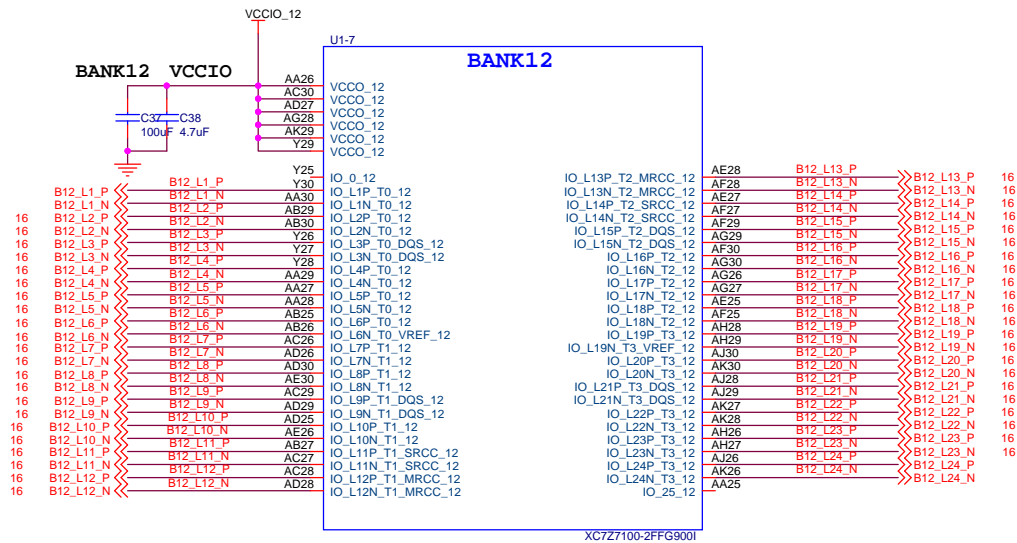 VCCIO_12
U1-7
BANK12
BANK12 VCCIO
AA26 VCCO_12
AC30 VCCO_12
AD27 VCCO_12
AG28 VCCO_12
AK29 VCCO_12
Y29 VCCO_12
C37 C38
100uF 4.7uF
Y25 IO_0_12
B12_L1_P B12_L1_P Y30 IO_L1P_T0_12
B12_L1_N B12_L1_N AA30 IO_L1N_T0_12
16 B12_L2_P B12_L2_P AB29 IO_L2P_T0_12
16 B12_L2_N B12_L2_N AB30 IO_L2N_T0_12
16 B12_L3_P B12_L3_P Y26 IO_L3P_T0_DQS_12
16 B12_L3_N B12_L3_N Y27 IO_L3N_T0_DQS_12
16 B12_L4_P B12_L4_P Y28 IO_L4P_T0_12
16 B12_L4_N B12_L4_N AA29 IO_L4N_T0_12
16 B12_L5_P B12_L5_P AA27 IO_L5P_T0_12
16 B12_L5_N B12_L5_N AA28 IO_L5N_T0_12
16 B12_L6_P B12_L6_P AB25 IO_L6P_T0_12
16 B12_L6_N B12_L6_N AB26 IO_L6N_T0_VREF_12
16 B12_L7_P B12_L7_P AC26 IO_L7P_T1_12
16 B12_L7_N B12_L7_N AD26 IO_L7N_T1_12
16 B12_L8_P B12_L8_P AD30 IO_L8P_T1_12
16 B12_L8_N B12_L8_N AE30 IO_L8N_T1_12
16 B12_L9_P B12_L9_P AC29 IO_L9P_T1_DQS_12
16 B12_L9_N B12_L9_N AD29 IO_L9N_T1_DQS_12
16 B12_L10_P B12_L10_P AD25 IO_L10P_T1_12
16 B12_L10_N B12_L10_N AE26 IO_L10N_T1_12
16 B12_L11_P B12_L11_P AB27 IO_L11P_T1_SRCC_12
16 B12_L11_N B12_L11_N AC27 IO_L11N_T1_SRCC_12
16 B12_L12_P B12_L12_P AC28 IO_L12P_T1_MRCC_12
16 B12_L12_N B12_L12_N AD28 IO_L12N_T1_MRCC_12
IO_L13P_T2_MRCC_12 AE28 B12_L13_P B12_L13_P 16
IO_L13N_T2_MRCC_12 AF28 B12_L13_N B12_L13_N 16
IO_L14P_T2_SRCC_12 AE27 B12_L14_P B12_L14_P 16
IO_L14N_T2_SRCC_12 AF27 B12_L14_N B12_L14_N 16
IO_L15P_T2_DQS_12 AF29 B12_L15_P B12_L15_P 16
IO_L15N_T2_DQS_12 AG29 B12_L15_N B12_L15_N 16
IO_L16P_T2_12 AF30 B12_L16_P B12_L16_P 16
IO_L16N_T2_12 AG30 B12_L16_N B12_L16_N 16
IO_L17P_T2_12 AG26 B12_L17_P B12_L17_P 16
IO_L17N_T2_12 AG27 B12_L17_N B12_L17_N 16
IO_L18P_T2_12 AE25 B12_L18_P B12_L18_P 16
IO_L18N_T2_12 AF25 B12_L18_N B12_L18_N 16
IO_L19P_T3_12 AH28 B12_L19_P B12_L19_P 16
IO_L19N_T3_VREF_12 AH29 B12_L19_N B12_L19_N 16
IO_L20P_T3_12 AJ30 B12_L20_P B12_L20_P 16
IO_L20N_T3_12 AK30 B12_L20_N B12_L20_N 16
IO_L21P_T3_DQS_12 AJ28 B12_L21_P B12_L21_P 16
IO_L21N_T3_DQS_12 AJ29 B12_L21_N B12_L21_N 16
IO_L22P_T3_12 AK27 B12_L22_P B12_L22_P 16
IO_L22N_T3_12 AK28 B12_L22_N B12_L22_N 16
IO_L23P_T3_12 AH26 B12_L23_P B12_L23_P 16
IO_L23N_T3_12 AH27 B12_L23_N B12_L23_N 16
IO_L24P_T3_12 AJ26 B12_L24_P B12_L24_P
IO_L24N_T3_12 AK26 B12_L24_N B12_L24_N
IO_25_12 AA25
XC7Z7100-2FFG900I